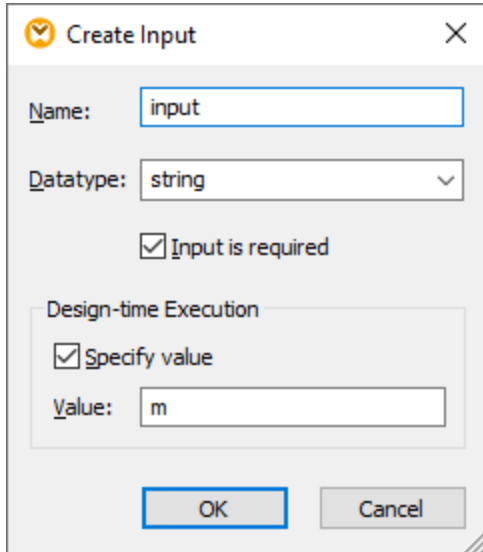 Create Input
Name: input
Datatype: string
Input is required
Design-time Execution
Specify value
Value: m
OK Cancel